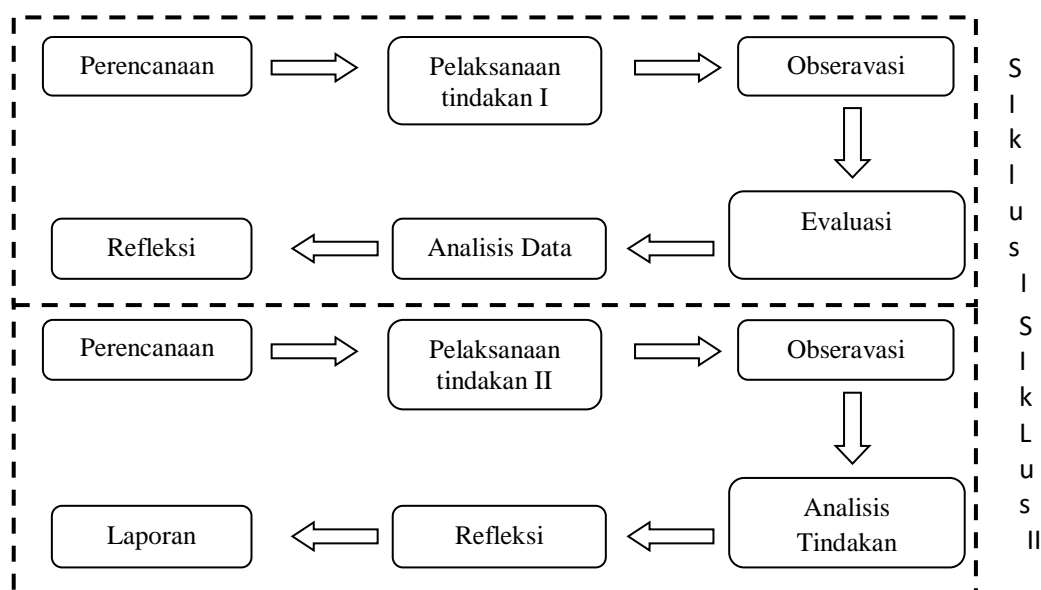 Perencanaan
Pelaksanaan
tindakan I
Obseravasi
Evaluasi
Analisis Data
Refleksi
S
I
k
l
u
s
I
Perencanaan
Pelaksanaan
tindakan II
Obseravasi
Analisis
Tindakan
Refleksi
Laporan
S
I
k
L
u
s
II